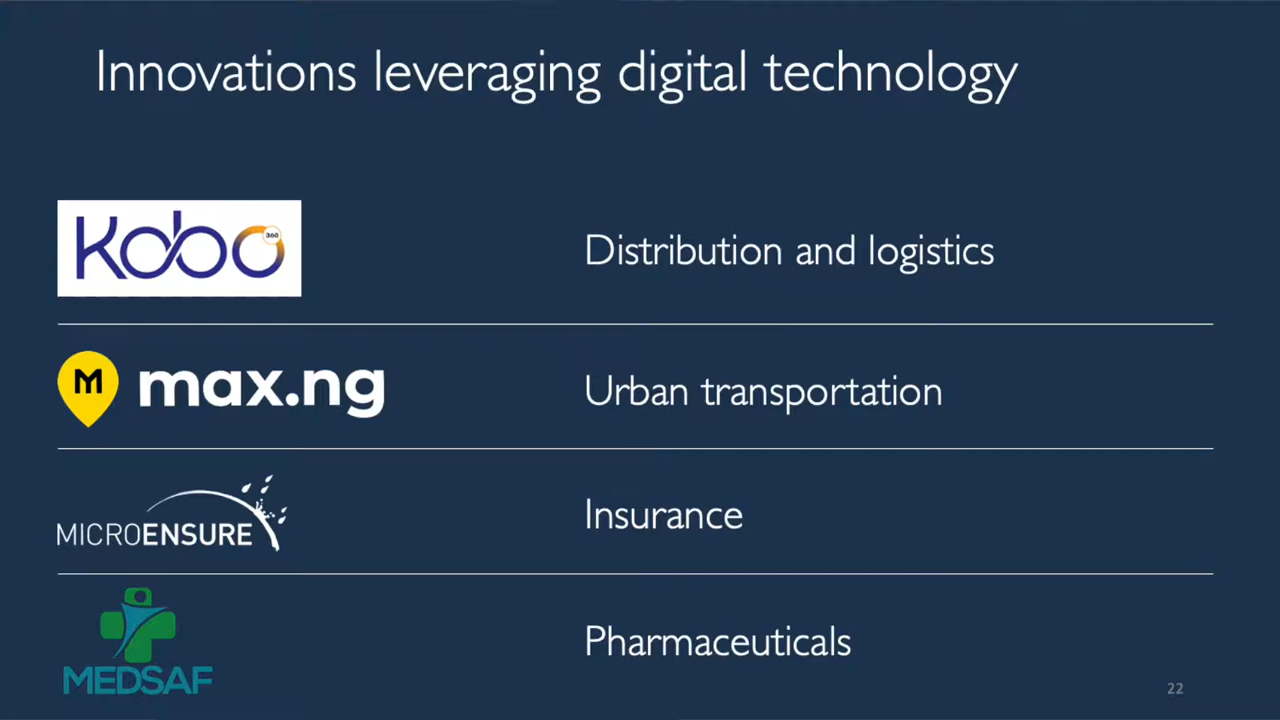 Innovations leveraging digital technology
Kobo 360
Distribution and logistics
M max.ng
Urban transportation
MICROENSURE
Insurance
MEDSAF
Pharmaceuticals
22